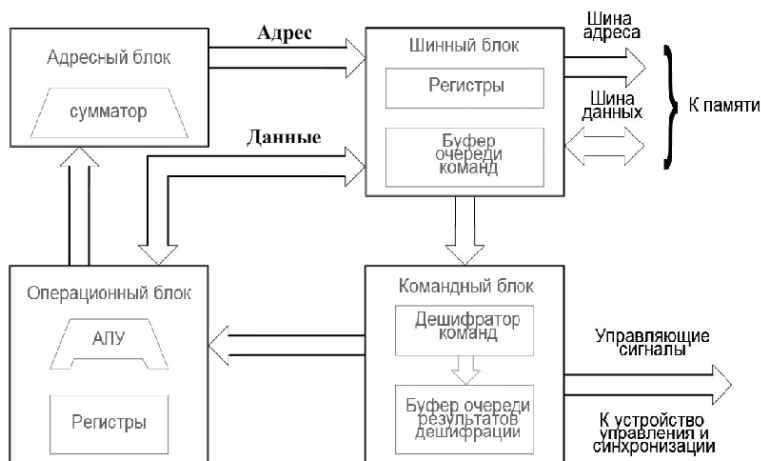 Адресный блок
сумматор
Адрес
Данные
Шинный блок
Регистры
Буфер
очереди
команд
Шина
адреса
Шина
данных
К памяти
Операционный блок
АЛУ
Регистры
Командный блок
Дешифратор
команд
Буфер очереди
результатов
дешифрации
Управляющие
сигналы
К устройство
управления и
синхронизации